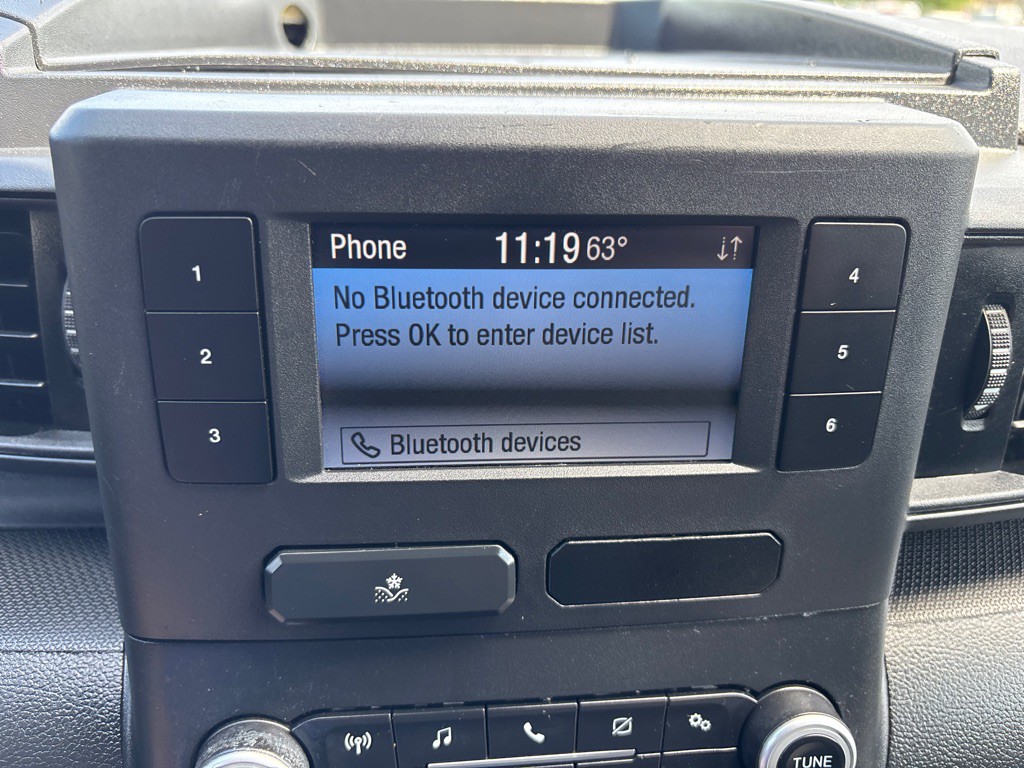 Phone 11:19 63°
No Bluetooth device connected.
Press OK to enter device list.
Bluetooth devices
1
2
3
4
5
6
TUNE